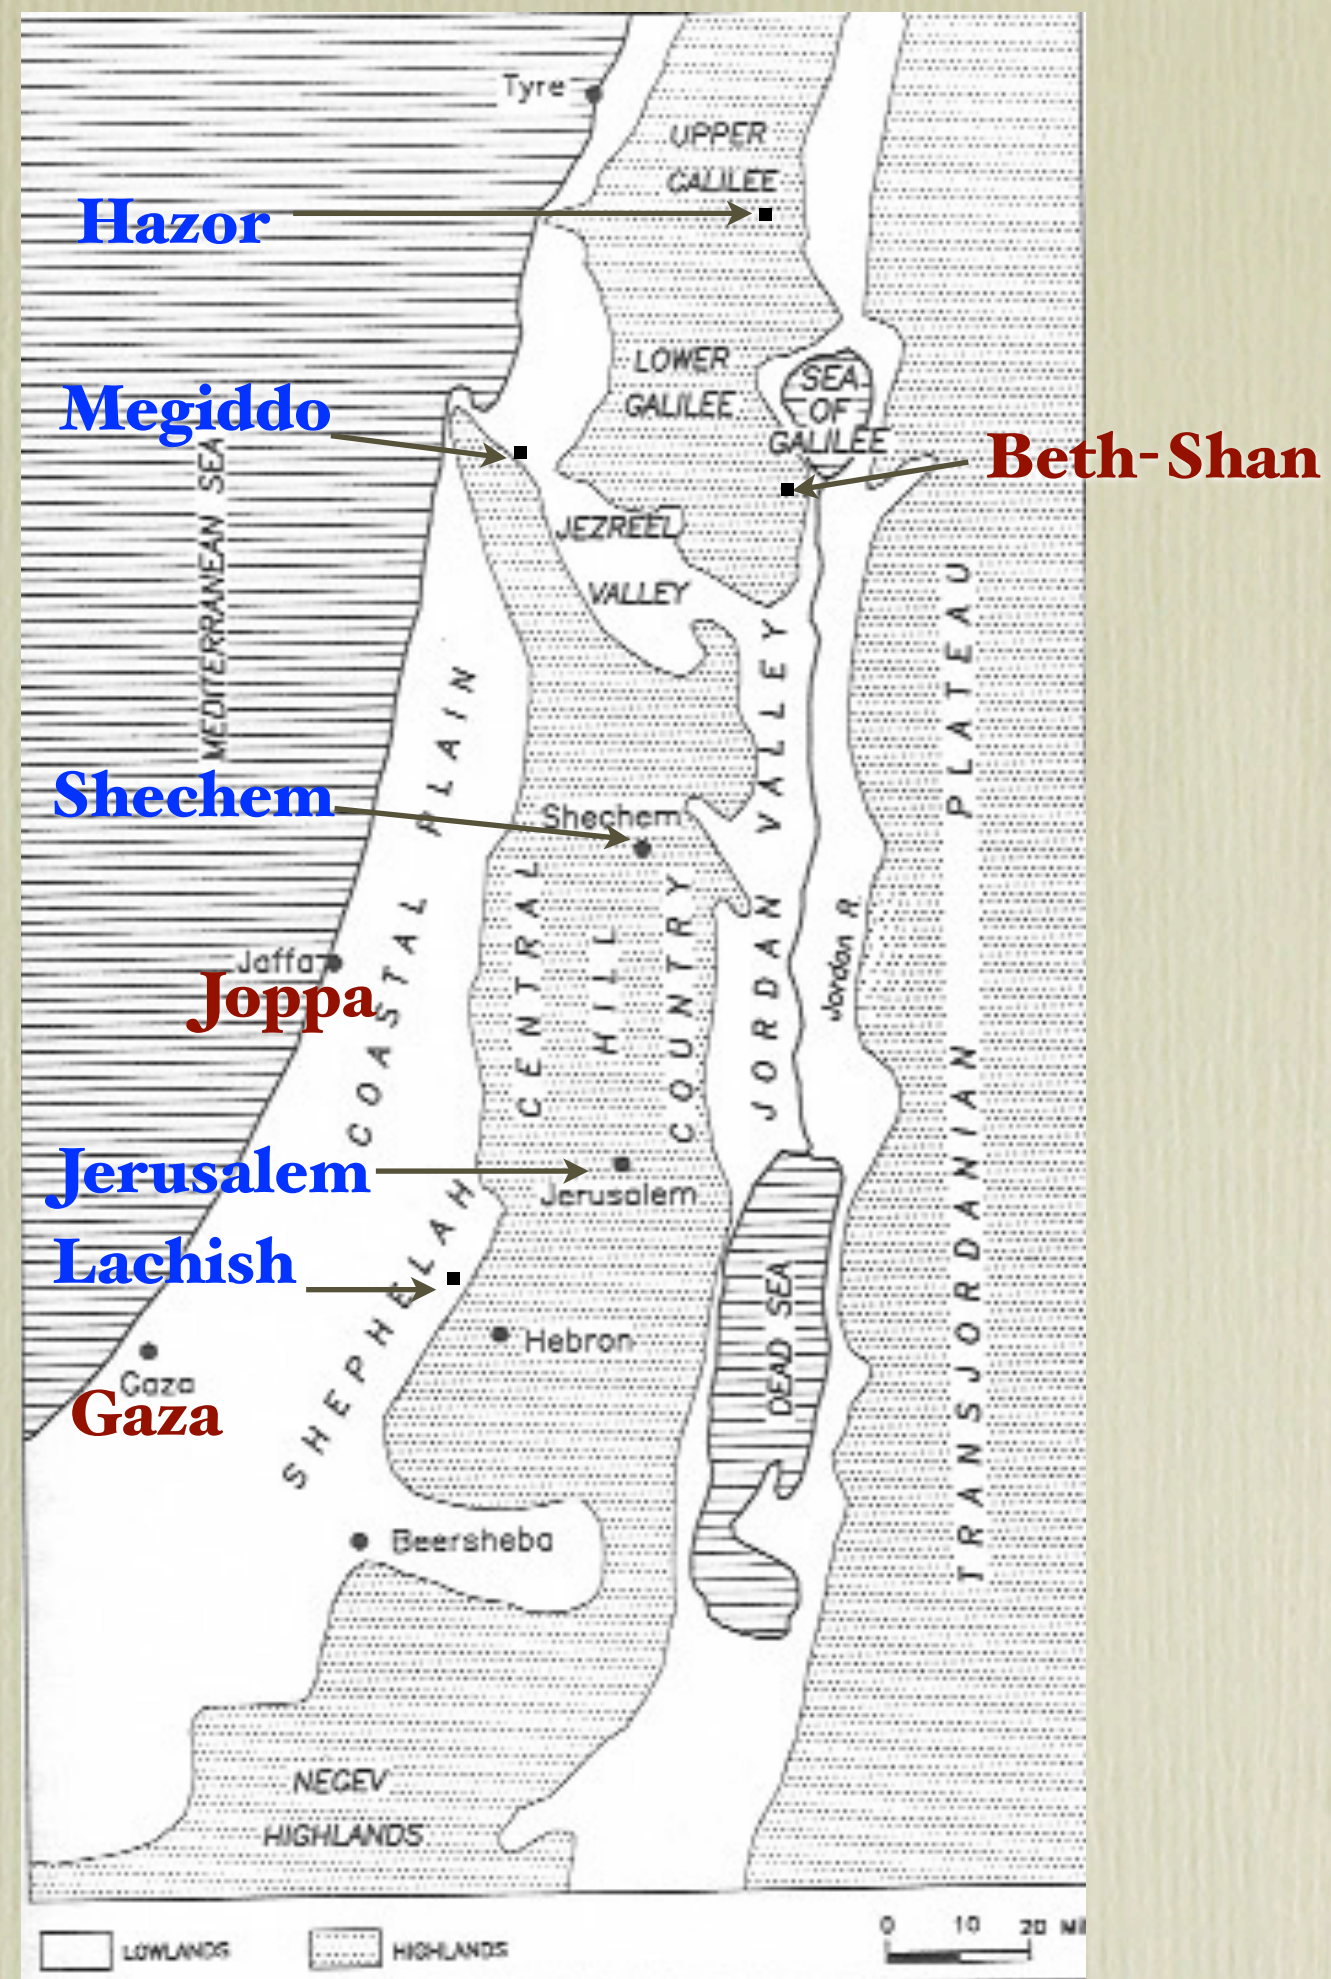 Tyre
UPPER
GALILEE
Hazor
LOWER
GALILEE
SEA
OF
GALILEE
Megiddo
Beth-Shan
MEDITERRANEAN SEA
JEZREEL
VALLEY
COASTAL PLAIN
JORDAN VALLEY
TRANSJORDANIAN PLATEAU
Shechem
Shechem
CENTRAL
HILL
COUNTRY
Jordan R.
Jaffa
Joppa
Jerusalem
Jerusalem
SHEPHELAH
Lachish
DEAD SEA
Hebron
Gaza
Gaza
Beersheba
NEGEV
HIGHLANDS
LOWLANDS
HIGHLANDS
0 10 20 Mi